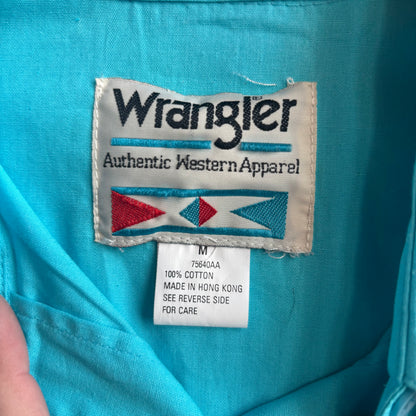 Wrangler
Authentic Western Apparel
M
75640AA
100% COTTON
MADE IN HONG KONG
SEE REVERSE SIDE
FOR CARE